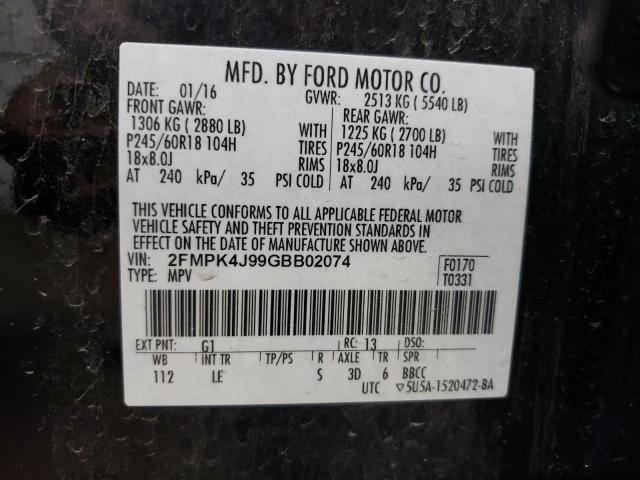 MFD. BY FORD MOTOR CO.
DATE: 01/16 GVWR: 2513 KG ( 5540 LB)
FRONT GAWR: REAR GAWR:
1306 KG ( 2880 LB) WITH 1225 KG ( 2700 LB) WITH
P245/60R18 104H TIRES P245/60R18 104H TIRES
18x8.0J RIMS 18x8.0J RIMS
AT 240 kPa/ 35 PSI COLD AT 240 kPa/ 35 PSI COLD
THIS VEHICLE CONFORMS TO ALL APPLICABLE FEDERAL MOTOR
VEHICLE SAFETY AND THEFT PREVENTION STANDARDS IN
EFFECT ON THE DATE OF MANUFACTURE SHOWN ABOVE.
VIN: 2FMPK4J99GBB02074 F0170
TYPE: MPV T0331
EXT PNT: G1 RC: 13 DSO:
WB INT TR TP/PS R AXLE TR SPR
112 LE S 3D 6 BBCC
UTC ▽5U5A-1520472-BA